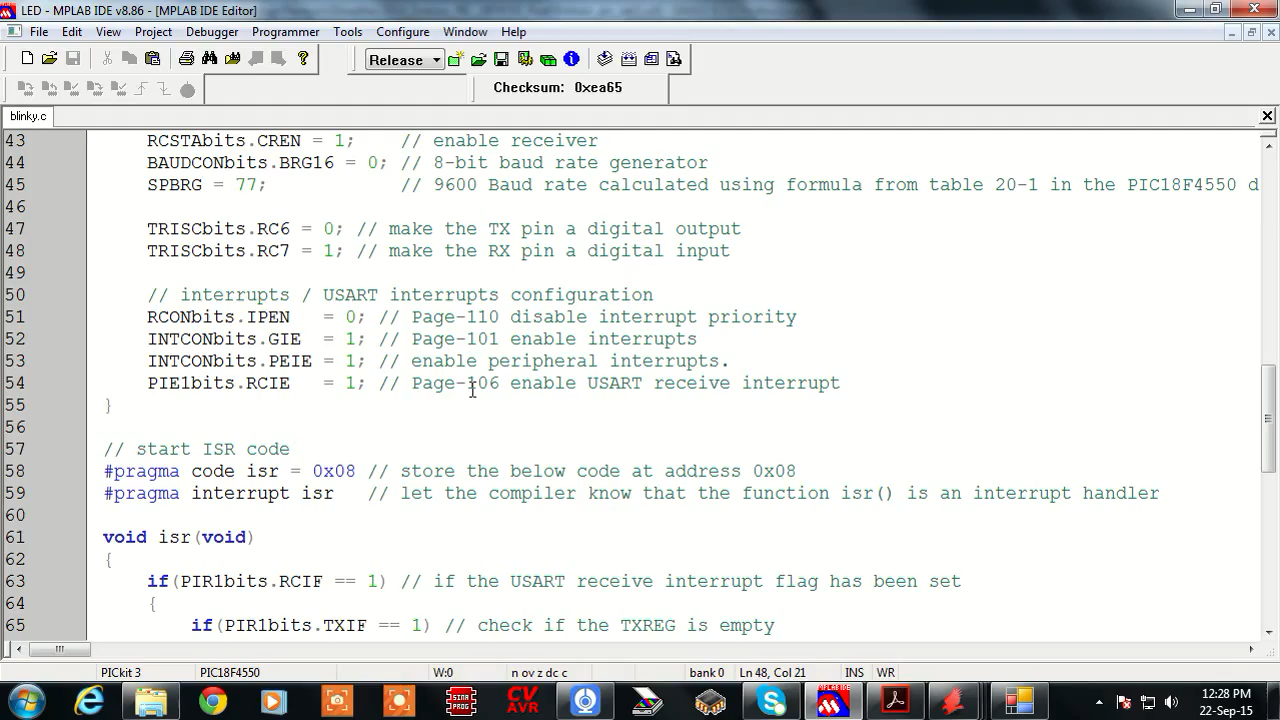 LED - MPLAB IDE v8.86 - [MPLAB IDE Editor]
File Edit View Project Debugger Programmer Tools Configure Window Help
Release
Checksum: 0xea65
blinky.c
43 RCSTAbits.CREN = 1; // enable receiver
44 BAUDCONbits.BRG16 = 0; // 8-bit baud rate generator
45 SPBRG = 77; // 9600 Baud rate calculated using formula from table 20-1 in the PIC18F4550 d
46
47 TRISCbits.RC6 = 0; // make the TX pin a digital output
48 TRISCbits.RC7 = 1; // make the RX pin a digital input
49
50 // interrupts / USART interrupts configuration
51 RCONbits.IPEN = 0; // Page-110 disable interrupt priority
52 INTCONbits.GIE = 1; // Page-101 enable interrupts
53 INTCONbits.PEIE = 1; // enable peripheral interrupts.
54 PIE1bits.RCIE = 1; // Page-106 enable USART receive interrupt
55 }
56
57 // start ISR code
58 #pragma code isr = 0x08 // store the below code at address 0x08
59 #pragma interrupt isr // let the compiler know that the function isr() is an interrupt handler
60
61 void isr(void)
62 {
63 if(PIR1bits.RCIF == 1) // if the USART receive interrupt flag has been set
64 {
65 if(PIR1bits.TXIF == 1) // check if the TXREG is empty
PICkit 3 PIC18F4550 W:0 n ov z dc c bank 0 Ln 48, Col 21 INS WR
SINA PROG
CV AVR
MPLAB IDE
12:28 PM
22-Sep-15